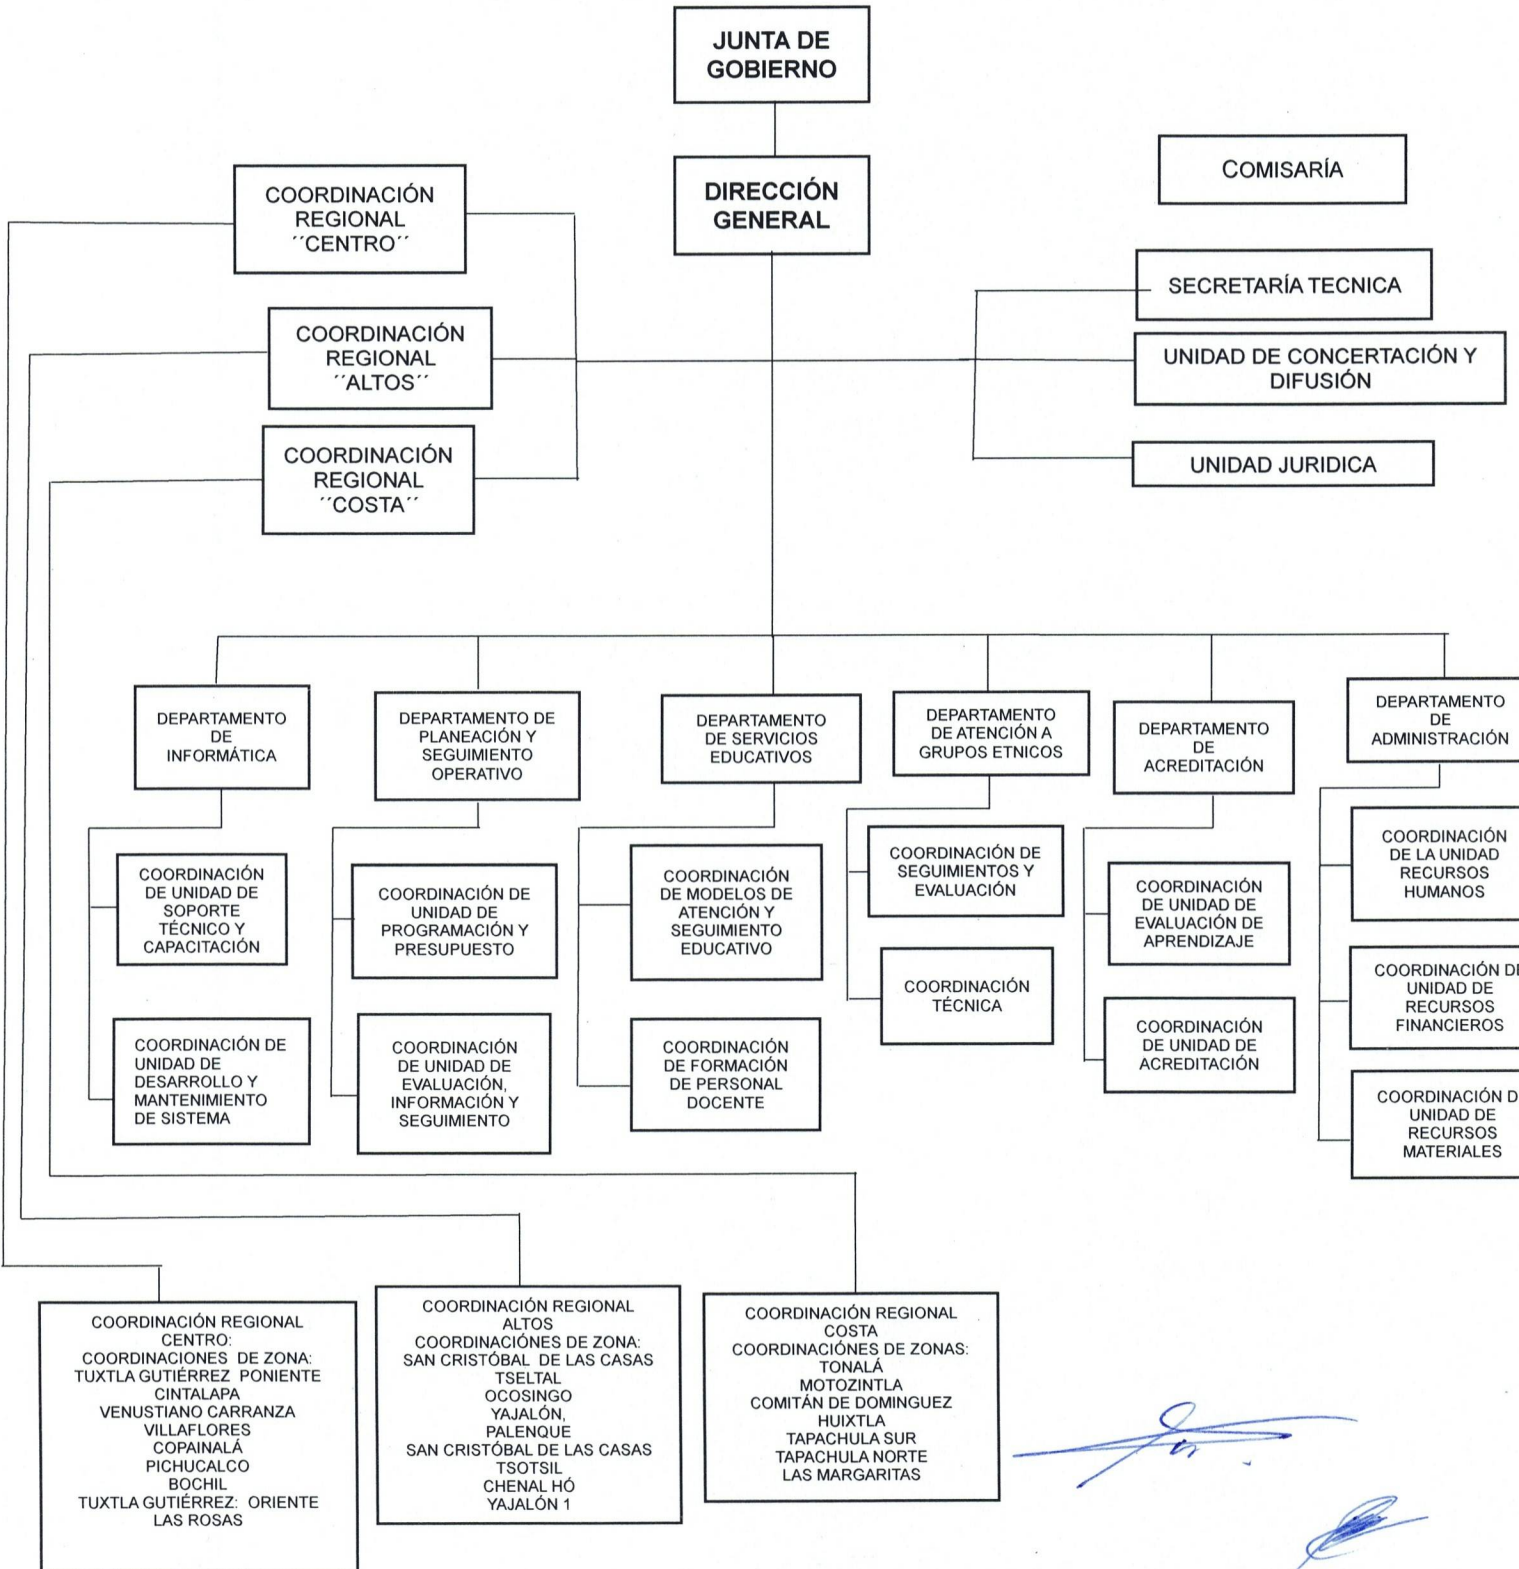 JUNTA DE
GOBIERNO
DIRECCIÓN
GENERAL
COMISARÍA
COORDINACIÓN
REGIONAL
´´CENTRO´´
SECRETARÍA TECNICA
COORDINACIÓN
REGIONAL
´´ALTOS´´
UNIDAD DE CONCERTACIÓN Y
DIFUSIÓN
COORDINACIÓN
REGIONAL
´´COSTA´´
UNIDAD JURIDICA
DEPARTAMENTO
DE
INFORMÁTICA
DEPARTAMENTO DE
PLANEACIÓN Y
SEGUIMIENTO
OPERATIVO
DEPARTAMENTO
DE SERVICIOS
EDUCATIVOS
DEPARTAMENTO
DE ATENCIÓN A
GRUPOS ETNICOS
DEPARTAMENTO
DE
ACREDITACIÓN
DEPARTAMENTO
DE
ADMINISTRACIÓN
COORDINACIÓN
DE UNIDAD DE
SOPORTE
TÉCNICO Y
CAPACITACIÓN
COORDINACIÓN DE
UNIDAD DE
PROGRAMACIÓN Y
PRESUPUESTO
COORDINACIÓN
DE MODELOS DE
ATENCIÓN Y
SEGUIMIENTO
EDUCATIVO
COORDINACIÓN DE
SEGUIMIENTOS Y
EVALUACIÓN
COORDINACIÓN
DE UNIDAD DE
EVALUACIÓN DE
APRENDIZAJE
COORDINACIÓN
DE LA UNIDAD
RECURSOS
HUMANOS
COORDINACIÓN DE
UNIDAD DE
DESARROLLO Y
MANTENIMIENTO
DE SISTEMA
COORDINACIÓN
DE UNIDAD DE
EVALUACIÓN,
INFORMACIÓN Y
SEGUIMIENTO
COORDINACIÓN
DE FORMACIÓN
DE PERSONAL
DOCENTE
COORDINACIÓN
TÉCNICA
COORDINACIÓN
DE UNIDAD DE
ACREDITACIÓN
COORDINACIÓN DE
UNIDAD DE
RECURSOS
FINANCIEROS
COORDINACIÓN D
UNIDAD DE
RECURSOS
MATERIALES
COORDINACIÓN REGIONAL
CENTRO:
COORDINACIONES DE ZONA:
TUXTLA GUTIÉRREZ PONIENTE
CINTALAPA
VENUSTIANO CARRANZA
VILLAFLORES
COPAINALÁ
PICHUCALCO
BOCHIL
TUXTLA GUTIÉRREZ: ORIENTE
LAS ROSAS
COORDINACIÓN REGIONAL
ALTOS
COORDINACIÓNES DE ZONA:
SAN CRISTÓBAL DE LAS CASAS
TSELTAL
OCOSINGO
YAJALÓN,
PALENQUE
SAN CRISTÓBAL DE LAS CASAS
TSOTSIL
CHENAL HÓ
YAJALÓN 1
COORDINACIÓN REGIONAL
COSTA
COORDINACIÓNES DE ZONAS:
TONALÁ
MOTOZINTLA
COMITÁN DE DOMINGUEZ
HUIXTLA
TAPACHULA SUR
TAPACHULA NORTE
LAS MARGARITAS